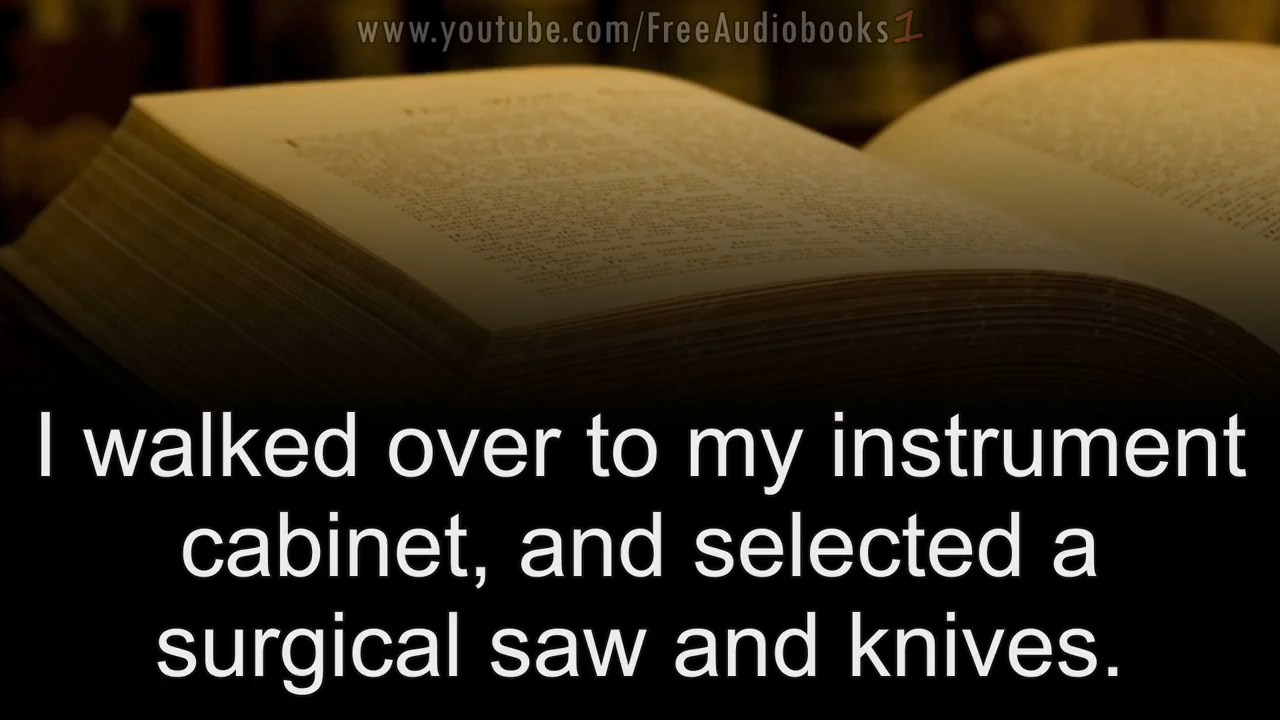 www.youtube.com/FreeAudiobooks1
I walked over to my instrument
cabinet, and selected a
surgical saw and knives.